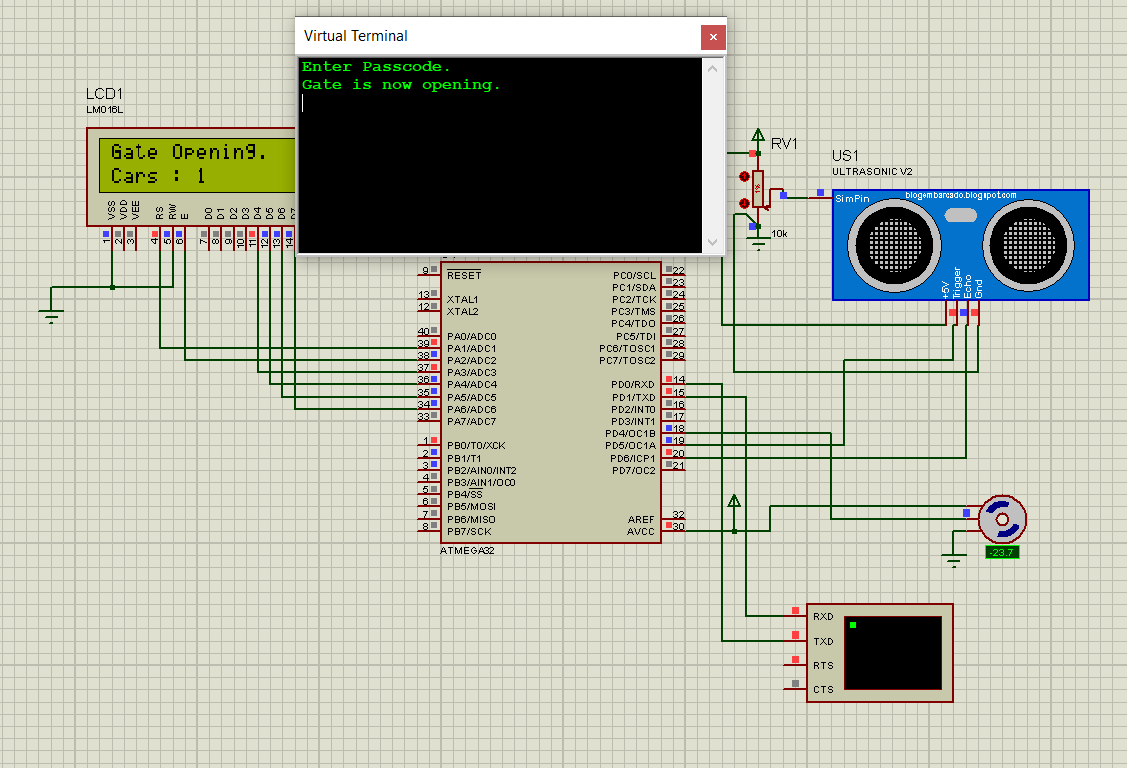 Virtual Terminal
Enter Passcode.
Gate is now opening.
LCD1
LM016L
Gate Opening.
Cars : 1
VSS
VDD
VEE
RS
RW
E
D0
D1
D2
D3
D4
D5
D6
D7
1
2
3
4
5
6
7
8
9
10
11
12
13
14
RV1
1%
10k
US1
ULTRASONIC V2
blogembarcado.blogspot.com
SimPin
+5V
Trigger
Echo
Gnd
9 RESET
13 XTAL1
12 XTAL2
40 PA0/ADC0
39 PA1/ADC1
38 PA2/ADC2
37 PA3/ADC3
36 PA4/ADC4
35 PA5/ADC5
34 PA6/ADC6
33 PA7/ADC7
1 PB0/T0/XCK
2 PB1/T1
3 PB2/AIN0/INT2
4 PB3/AIN1/OC0
5 PB4/SS
6 PB5/MOSI
7 PB6/MISO
8 PB7/SCK
PC0/SCL 22
PC1/SDA 23
PC2/TCK 24
PC3/TMS 25
PC4/TDO 26
PC5/TDI 27
PC6/TOSC1 28
PC7/TOSC2 29
PD0/RXD 14
PD1/TXD 15
PD2/INT0 16
PD3/INT1 17
PD4/OC1B 18
PD5/OC1A 19
PD6/ICP1 20
PD7/OC2 21
AREF 32
AVCC 30
ATMEGA32
-23.7
RXD
TXD
RTS
CTS